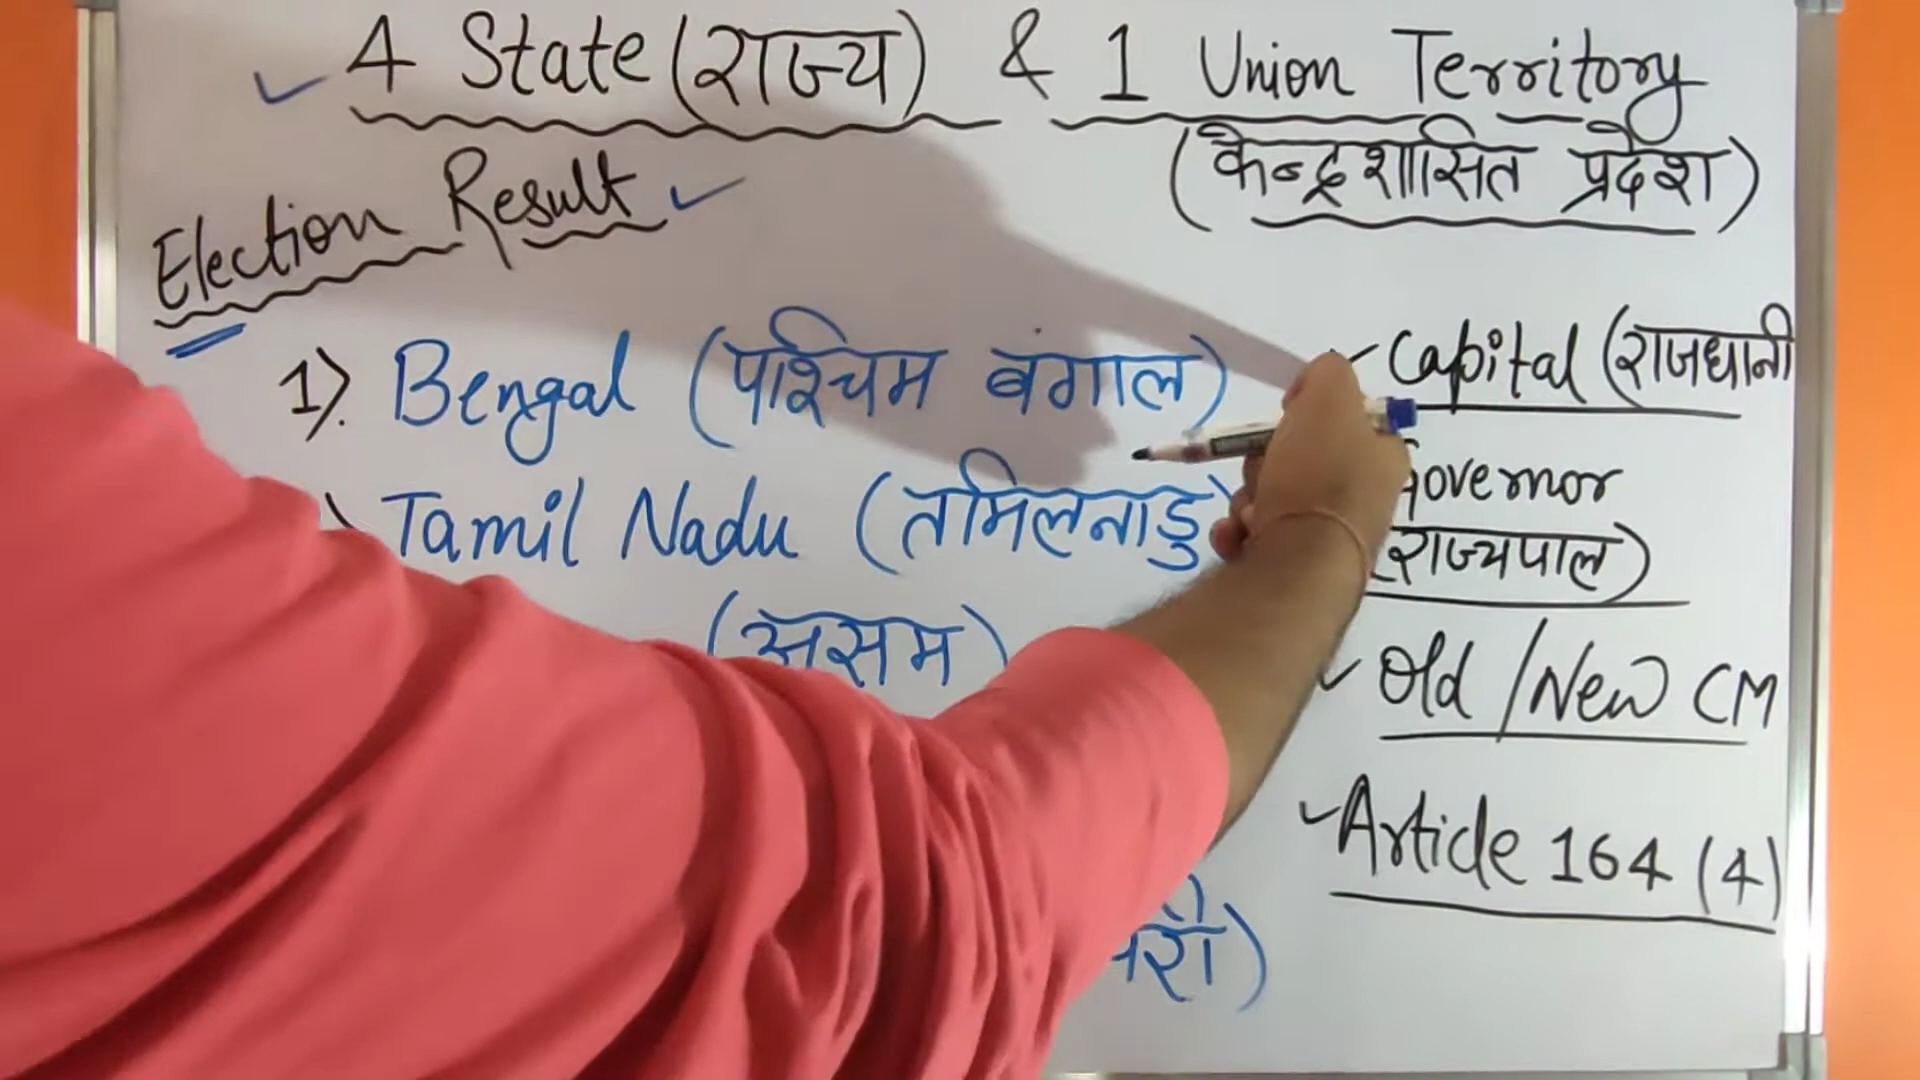 4 State (राज्य) & 1 Union Territory
(केन्द्रशासित प्रदेश)
Election Result
1). Bengal (पश्चिम बंगाल)
Tamil Nadu (तमिलनाडु
(असम)
Capital (राजधानी
Governor
राज्यपाल)
Old / New CM
Article 164 (4)